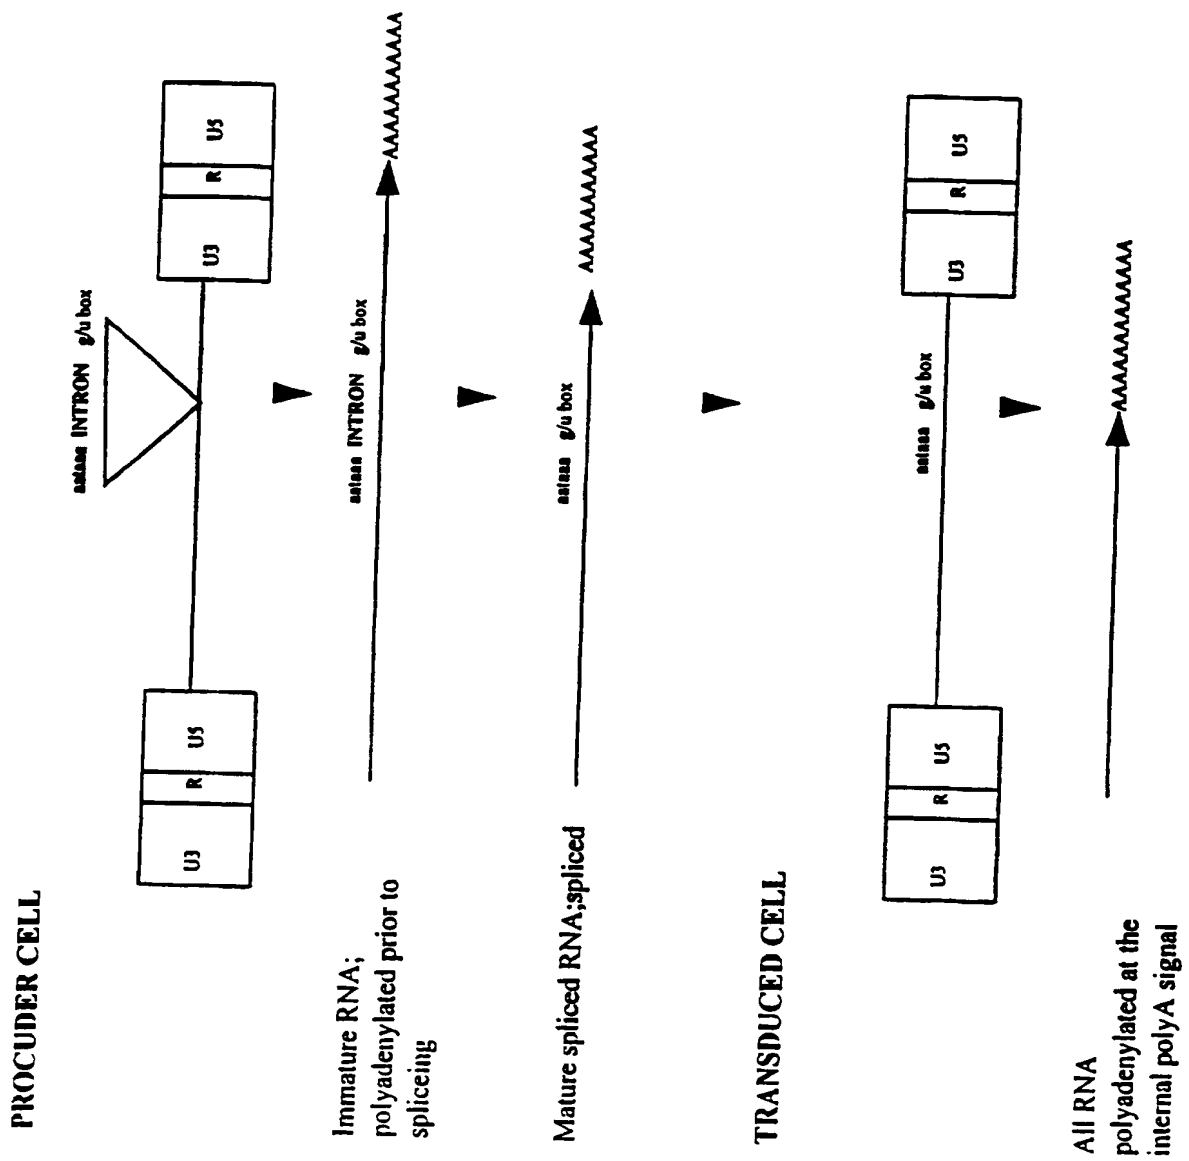 PROCUDER CELL
aataaa INTRON g/u box
U3 R U5
U3 R U5
Immature RNA;
polyadenylated prior to
spliceing
aataaa INTRON g/u box
AAAAAAAAAA
Mature spliced RNA;spliced
aataaa g/u box
AAAAAAAAAA
TRANSDUCED CELL
U3 R U5
aataaa g/u box
U3 R U5
All RNA
polyadenylated at the
internal polyA signal
AAAAAAAAAAAA